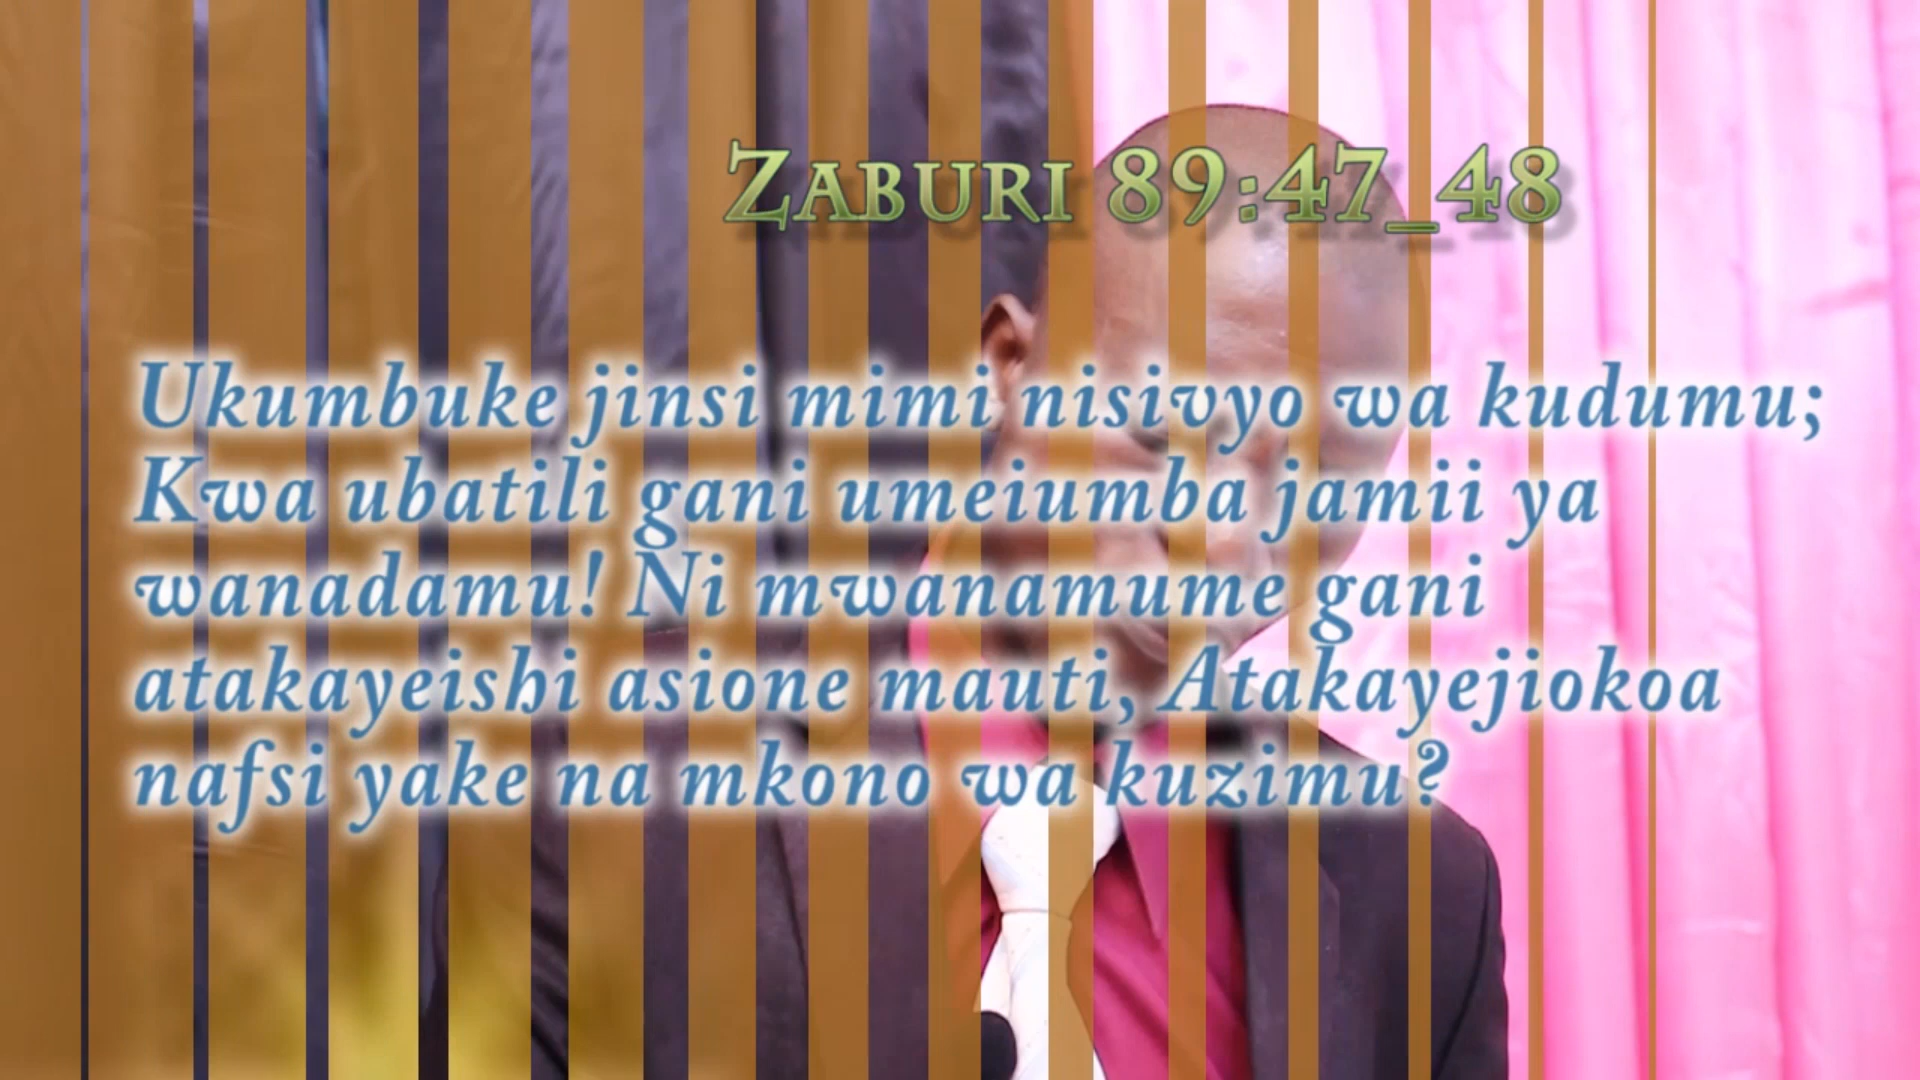 ZABURI 89:47_48
Ukumbuke jinsi mimi nisivyo wa kudumu;
Kwa ubatili gani umeiumba jamii ya
wanadamu! Ni mwanamume gani
atakayeishi asione mauti, Atakayejiokoa
nafsi yake na mkono wa kuzimu?